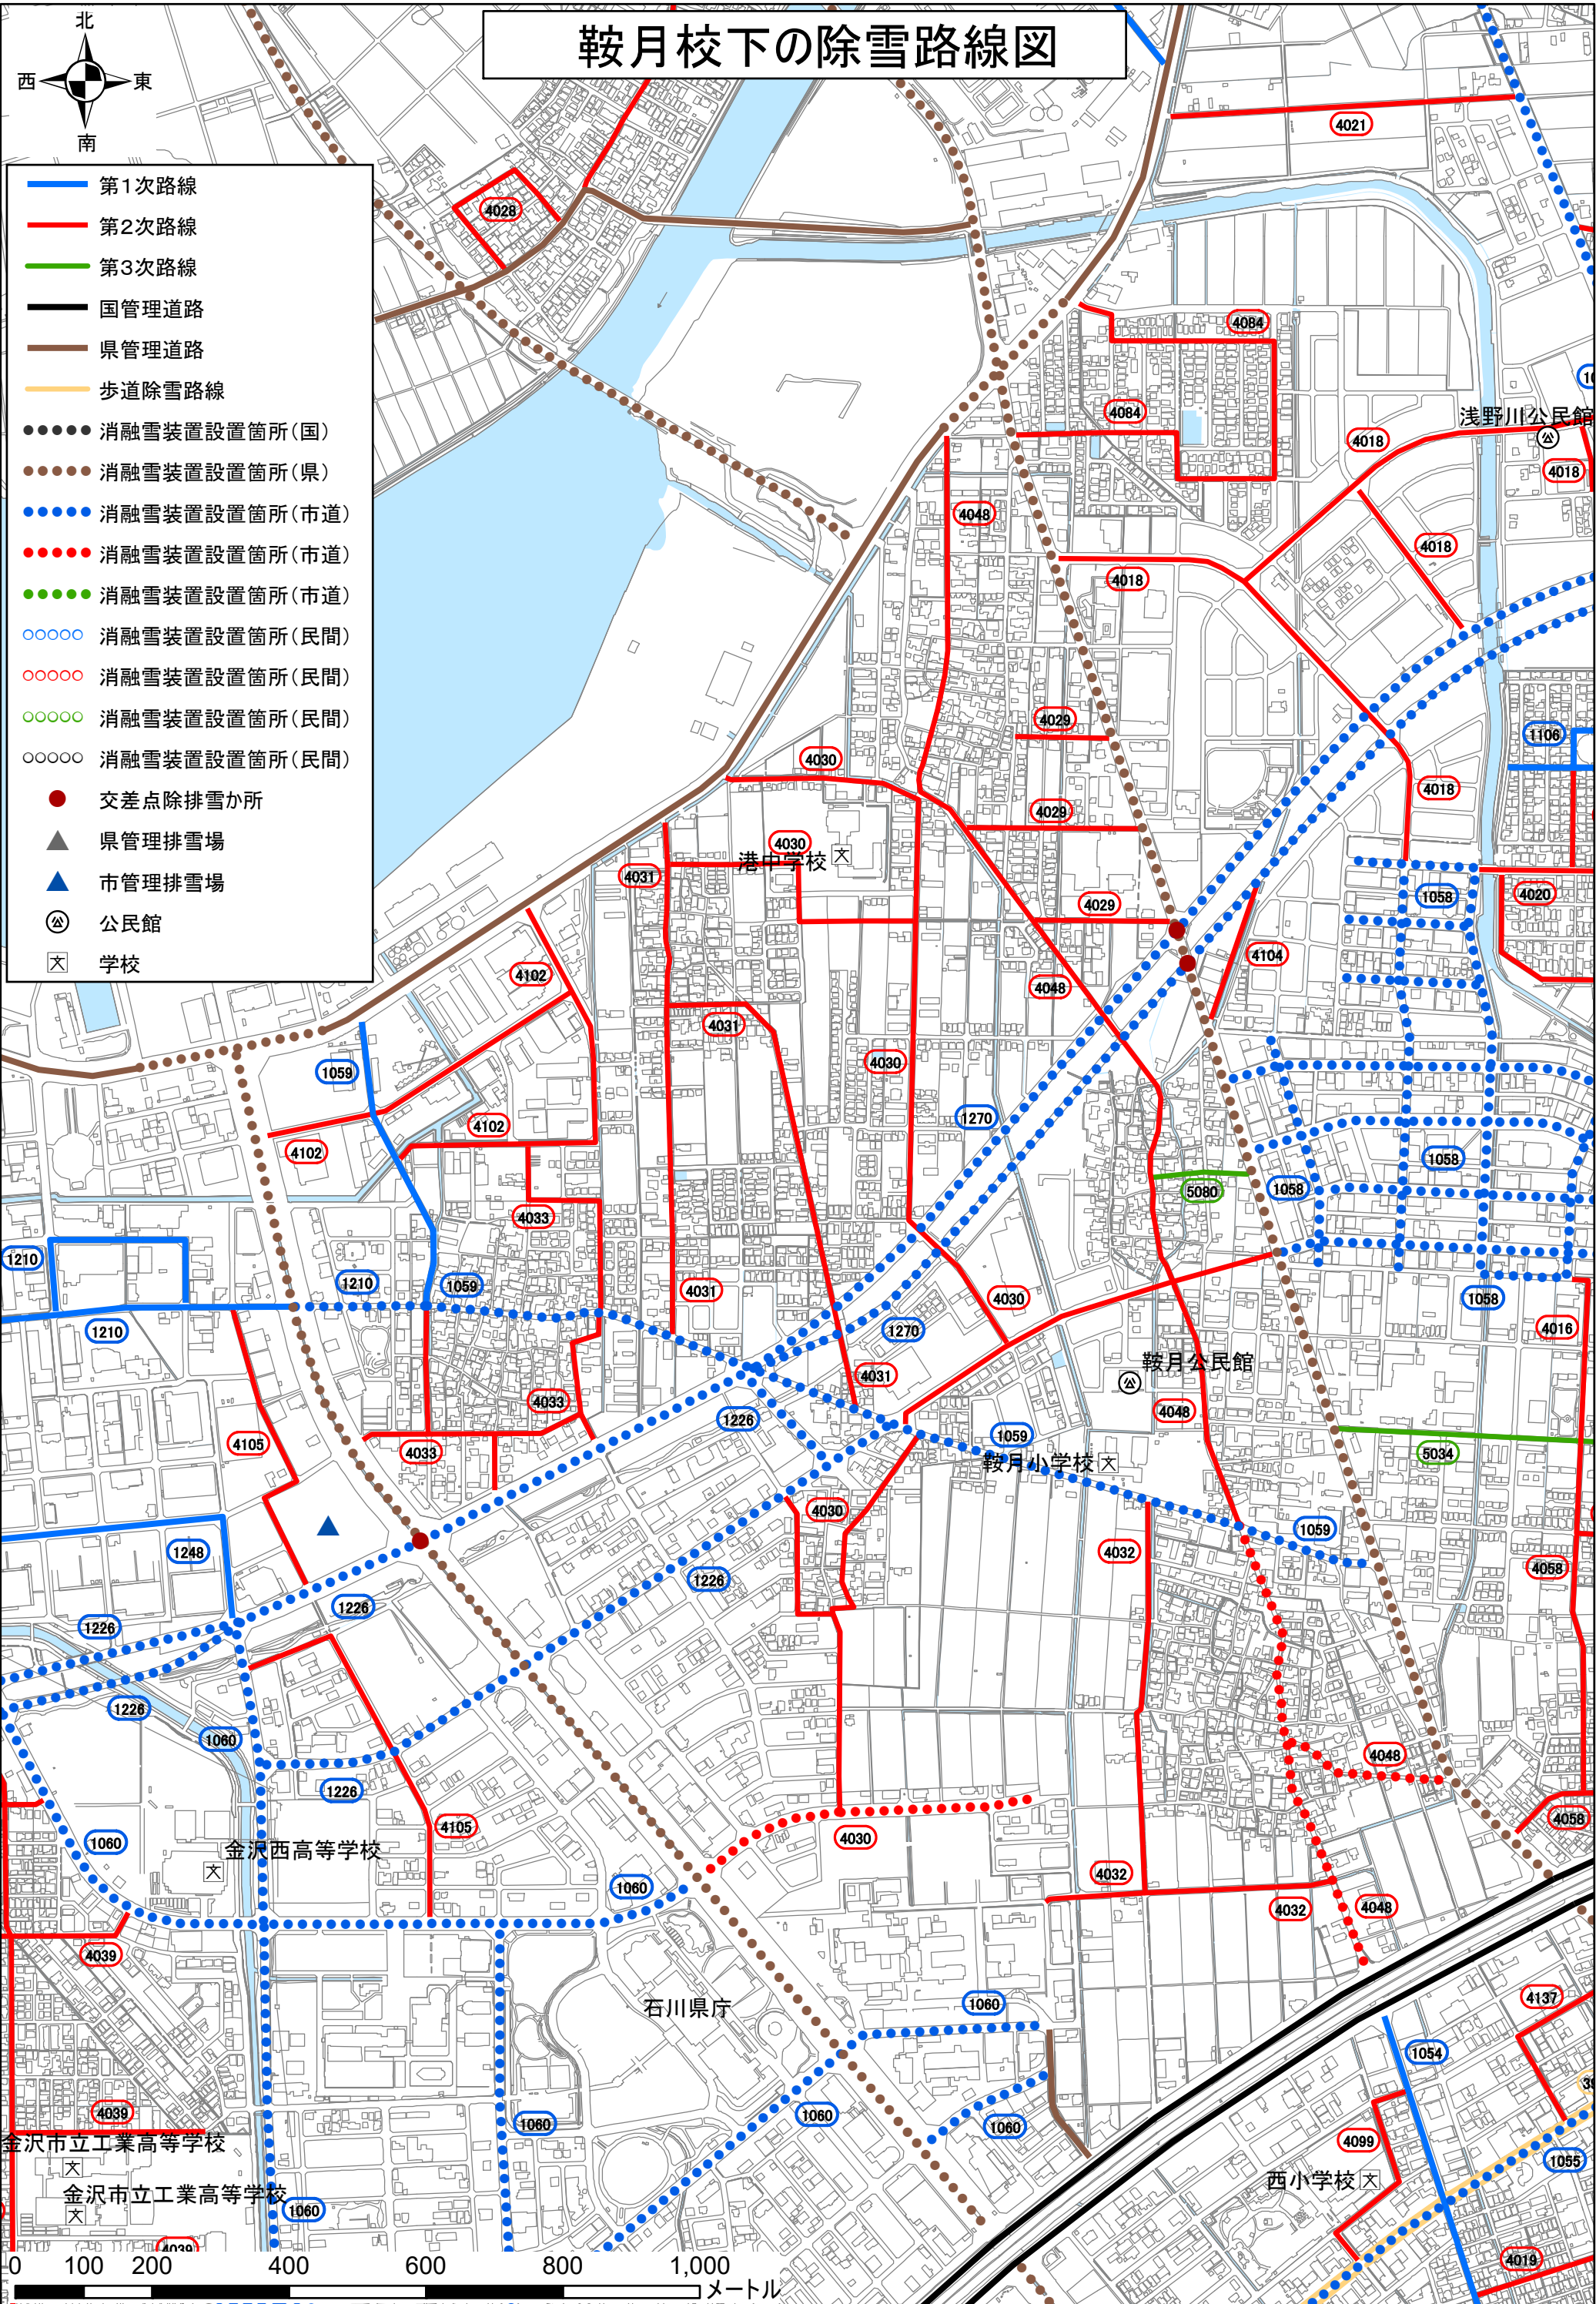 鞍月校下の除雪路線図
北
西
東
南
第1次路線
第2次路線
第3次路線
国管理道路
県管理道路
歩道除雪路線
消融雪装置設置箇所(国)
消融雪装置設置箇所(県)
消融雪装置設置箇所(市道)
消融雪装置設置箇所(市道)
消融雪装置設置箇所(市道)
消融雪装置設置箇所(民間)
消融雪装置設置箇所(民間)
消融雪装置設置箇所(民間)
消融雪装置設置箇所(民間)
交差点除排雪か所
県管理排雪場
市管理排雪場
公民館
文 学校
4021
4028
4084
4084
浅野川公民館
4018
4018
4048
4018
4018
4029
1106
4030
4018
4029
4030
港中学校 文
4031
1058
4020
4029
4102
4104
4048
4031
4030
1059
1270
4102
4102
1058
5080
1058
4033
1210
1210
1059
4031
4030
1058
1210
1270
4016
鞍月公民館
4031
4033
4048
1226
1059
4105
4033
5034
鞍月小学校 文
4030
1059
1248
4032
4058
1226
1226
1226
1226
1060
4048
1226
4105
4058
1060
4030
金沢西高等学校
文
4032
1060
4032
4048
4039
4137
石川県庁
1060
1054
4039
1060
1060
1060
4099
金沢市立工業高等学校
文
1055
西小学校 文
金沢市立工業高等学校
文
1060
4039
4019
0 100 200 400 600 800 1,000
メートル